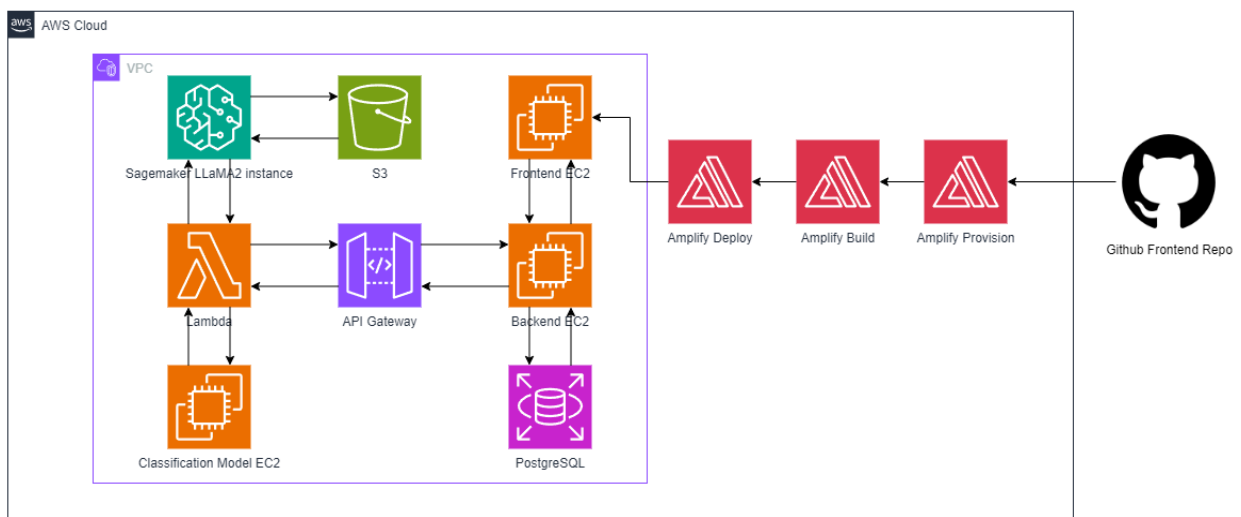 aws
AWS Cloud
VPC
Sagemaker LLaMA2 instance
S3
Frontend EC2
Amplify Deploy
Amplify Build
Amplify Provision
Github Frontend Repo
Lambda
API Gateway
Backend EC2
Classification Model EC2
PostgreSQL